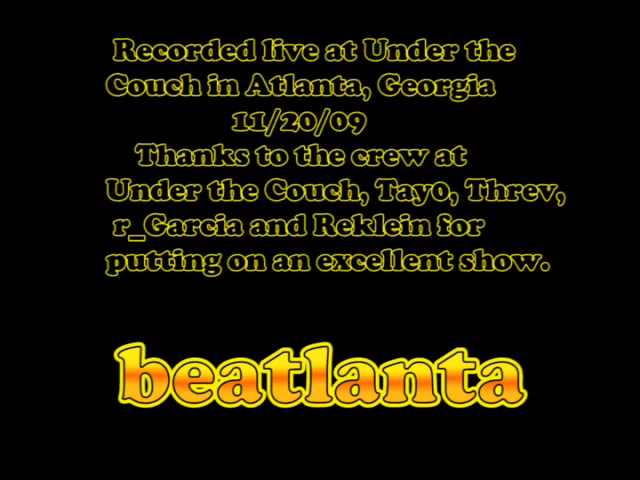 Recorded live at Under the
Couch in Atlanta, Georgia
11/20/09
Thanks to the crew at
Under the Couch, Tay0, Threv,
r_Garcia and Reklein for
putting on an excellent show.
beatlanta